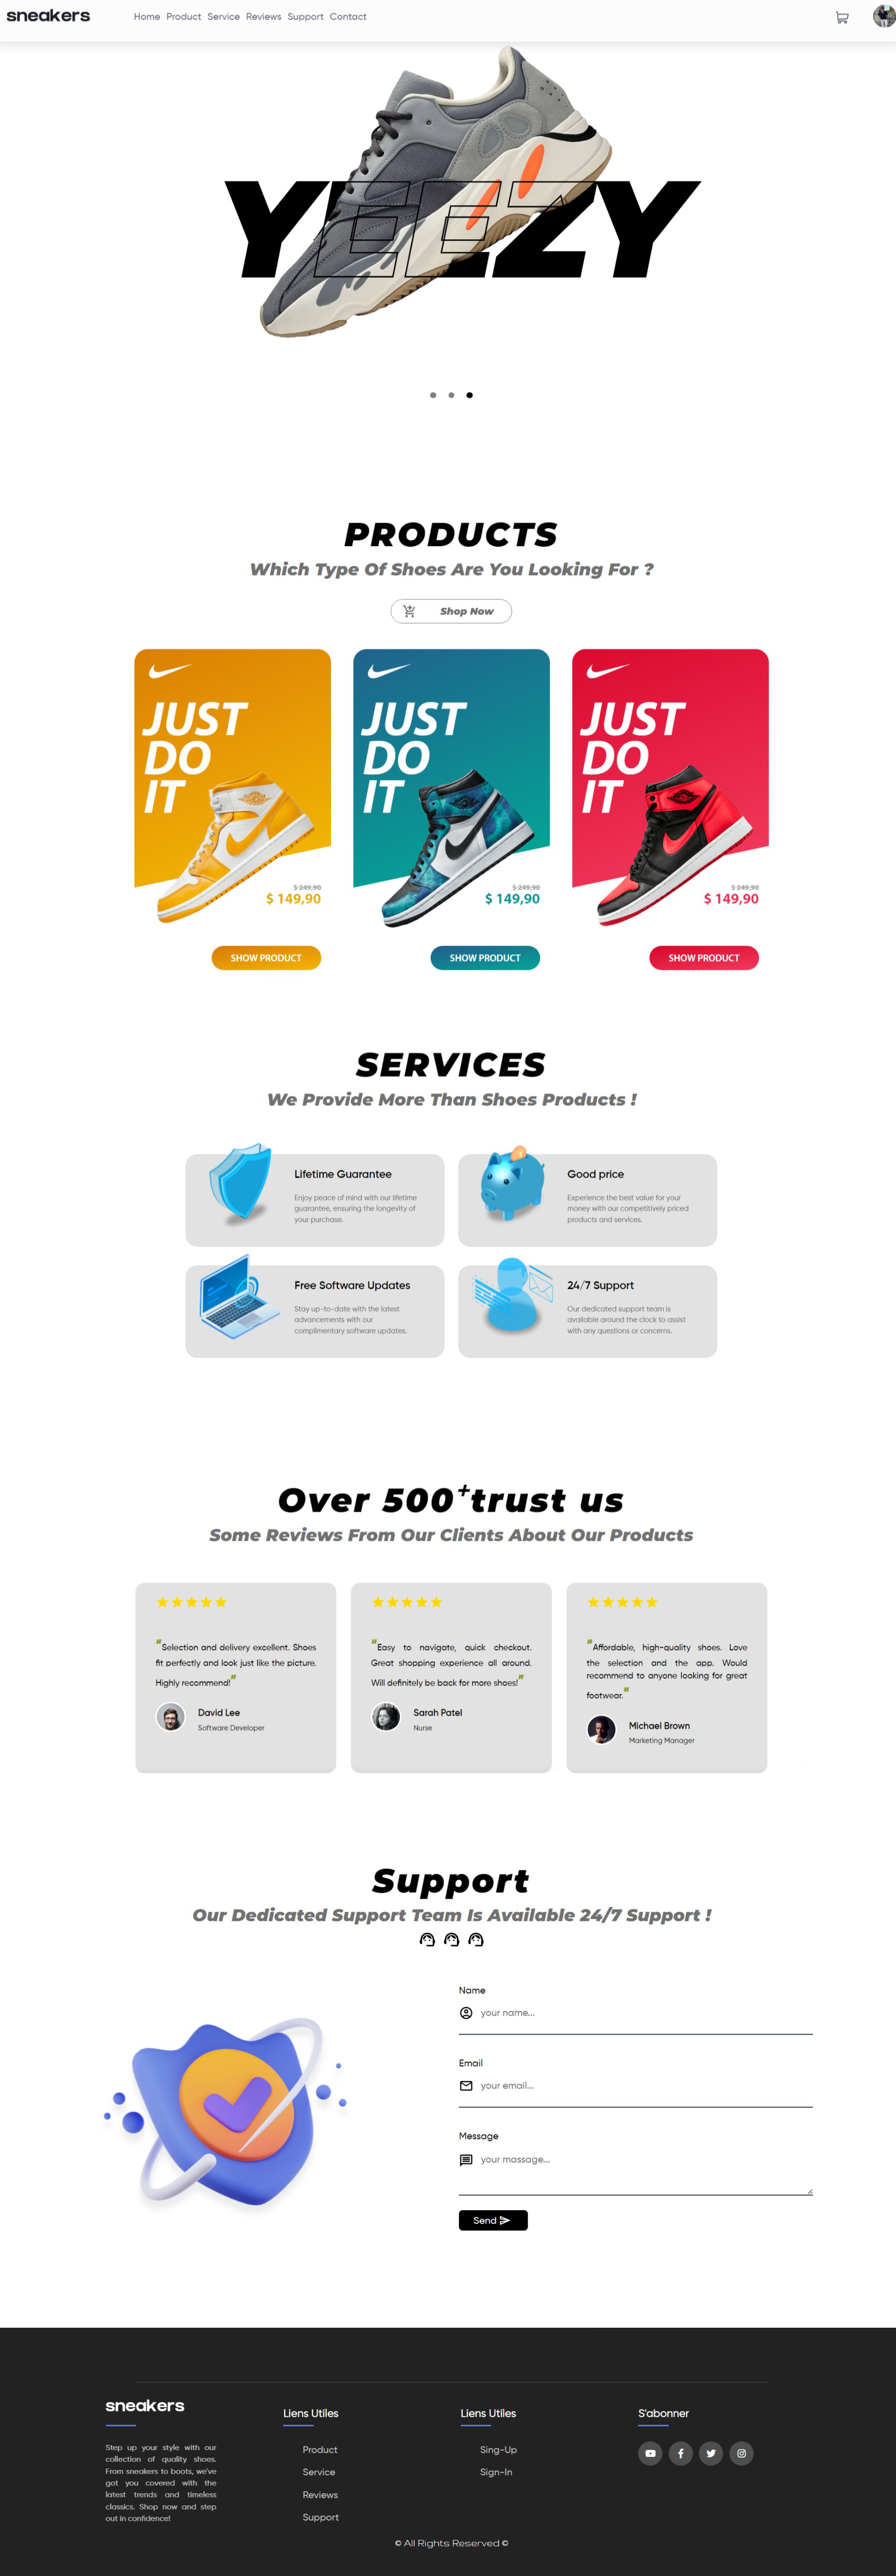 sneakers
Home Product Service Reviews Support Contact
YEEZY
PRODUCTS
Which Type Of Shoes Are You Looking For ?
Shop Now
JUST
DO
IT
$ 249,90
$ 149,90
SHOW PRODUCT
JUST
DO
IT
$ 249,90
$ 149,90
SHOW PRODUCT
JUST
DO
IT
$ 249,90
$ 149,90
SHOW PRODUCT
SERVICES
We Provide More Than Shoes Products !
Lifetime Guarantee
Enjoy peace of mind with our lifetime
guarantee, ensuring the longevity of
your purchase.
Good price
Experience the best value for your
money with our competitively priced
products and services.
Free Software Updates
Stay up-to-date with the latest
advancements with our
complimentary software updates.
24/7 Support
Our dedicated support team is
available around the clock to assist
with any questions or concerns.
Over 500+trust us
Some Reviews From Our Clients About Our Products
"Selection and delivery excellent. Shoes
fit perfectly and look just like the picture.
Highly recommend!"
David Lee
Software Developer
"Easy to navigate, quick checkout.
Great shopping experience all around.
Will definitely be back for more shoes!"
Sarah Patel
Nurse
"Affordable, high-quality shoes. Love
the selection and the app. Would
recommend to anyone looking for great
footwear."
Michael Brown
Marketing Manager
Support
Our Dedicated Support Team Is Available 24/7 Support !
Name
your name...
Email
your email...
Message
your massage...
Send
sneakers
Step up your style with our
collection of quality shoes.
From sneakers to boots, we've
got you covered with the
latest trends and timeless
classics. Shop now and step
out in confidence!
Liens Utiles
Product
Service
Reviews
Support
Liens Utiles
Sing-Up
Sign-In
S'abonner
© All Rights Reserved ©